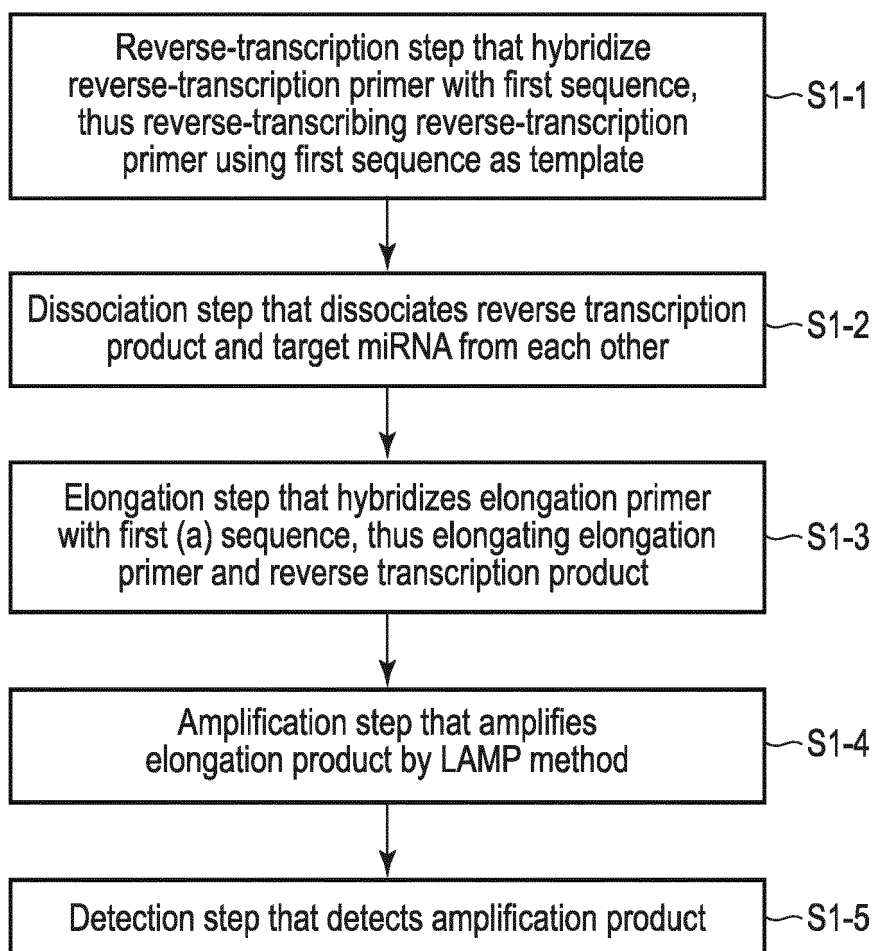 Reverse-transcription step that hybridize
reverse-transcription primer with first sequence,
thus reverse-transcribing reverse-transcription
primer using first sequence as template
S1-1
Dissociation step that dissociates reverse transcription
product and target miRNA from each other
S1-2
Elongation step that hybridizes elongation primer
with first (a) sequence, thus elongating elongation
primer and reverse transcription product
S1-3
Amplification step that amplifies
elongation product by LAMP method
S1-4
Detection step that detects amplification product
S1-5